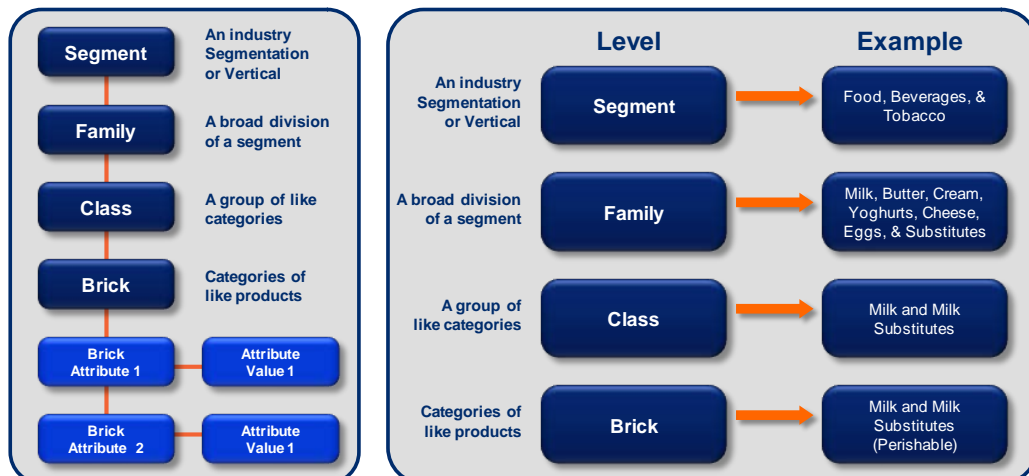 Segment
An industry
Segmentation
or Vertical
Family
A broad division
of a segment
Class
A group of like
categories
Brick
Categories of
like products
Brick
Attribute 1
Attribute
Value 1
Brick
Attribute 2
Attribute
Value 1
Level
Example
An industry
Segmentation
or Vertical
Segment
Food, Beverages, &
Tobacco
A broad division
of a segment
Family
Milk, Butter, Cream,
Yoghurts, Cheese,
Eggs, & Substitutes
A group of
like categories
Class
Milk and Milk
Substitutes
Categories of
like products
Brick
Milk and Milk
Substitutes
(Perishable)